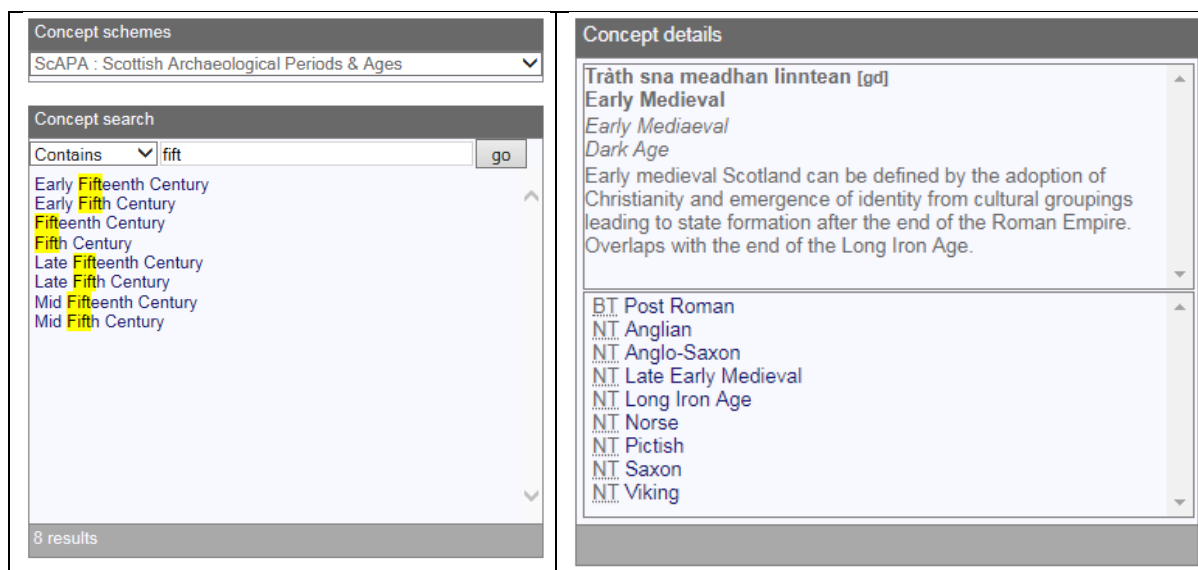 Concept schemes
ScAPA : Scottish Archaeological Periods & Ages
Concept search
Contains fift go
Early Fifteenth Century
Early Fifth Century
Fifteenth Century
Fifth Century
Late Fifteenth Century
Late Fifth Century
Mid Fifteenth Century
Mid Fifth Century
8 results
Concept details
Tràth sna meadhan linntean [gd]
Early Medieval
Early Mediaeval
Dark Age
Early medieval Scotland can be defined by the adoption of
Christianity and emergence of identity from cultural groupings
leading to state formation after the end of the Roman Empire.
Overlaps with the end of the Long Iron Age.
BT Post Roman
NT Anglian
NT Anglo-Saxon
NT Late Early Medieval
NT Long Iron Age
NT Norse
NT Pictish
NT Saxon
NT Viking